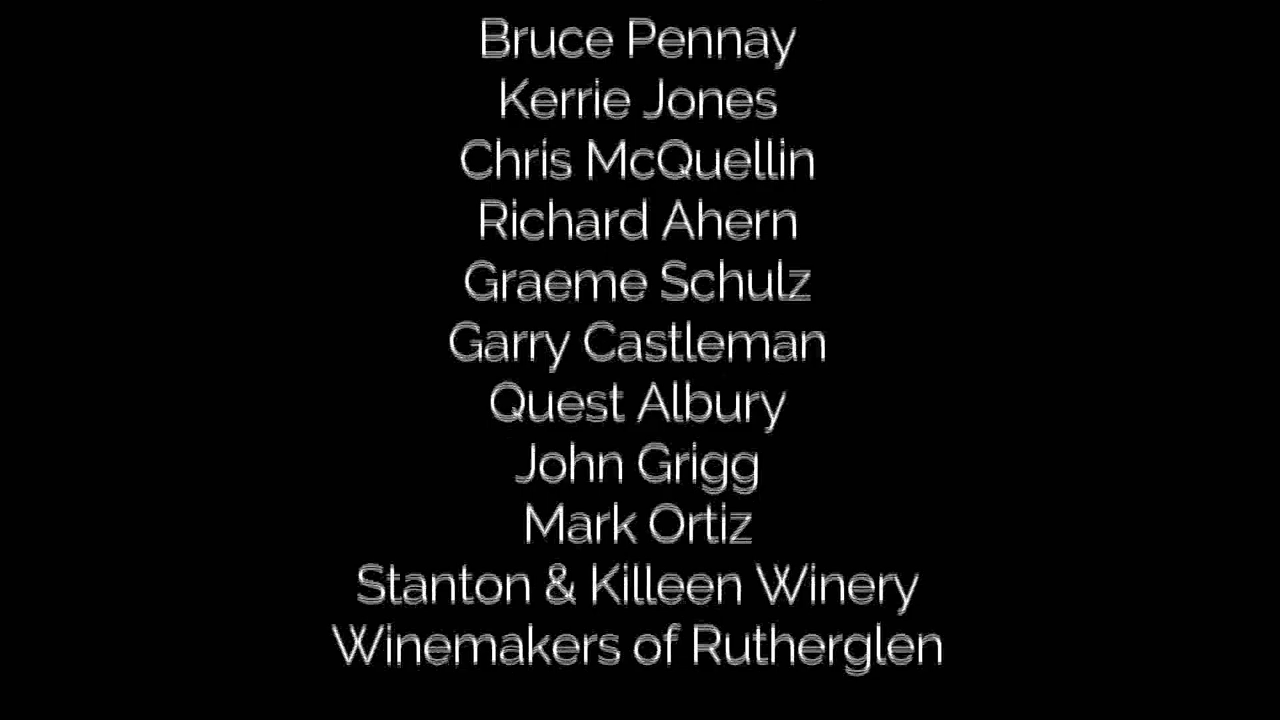 Bruce Pennay
Kerrie Jones
Chris McQuellin
Richard Ahern
Graeme Schulz
Garry Castleman
Quest Albury
John Grigg
Mark Ortiz
Stanton & Killeen Winery
Winemakers of Rutherglen